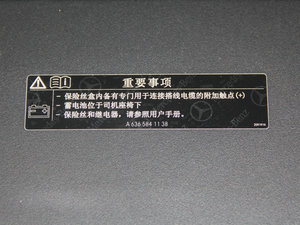 重要事项
- 保险丝盒内备有专门用于连接搭线电缆的附加触点(+)
- 蓄电池位于司机座椅下
- 保险丝和继电器，请参照用户手册。
A 636 584 11 38